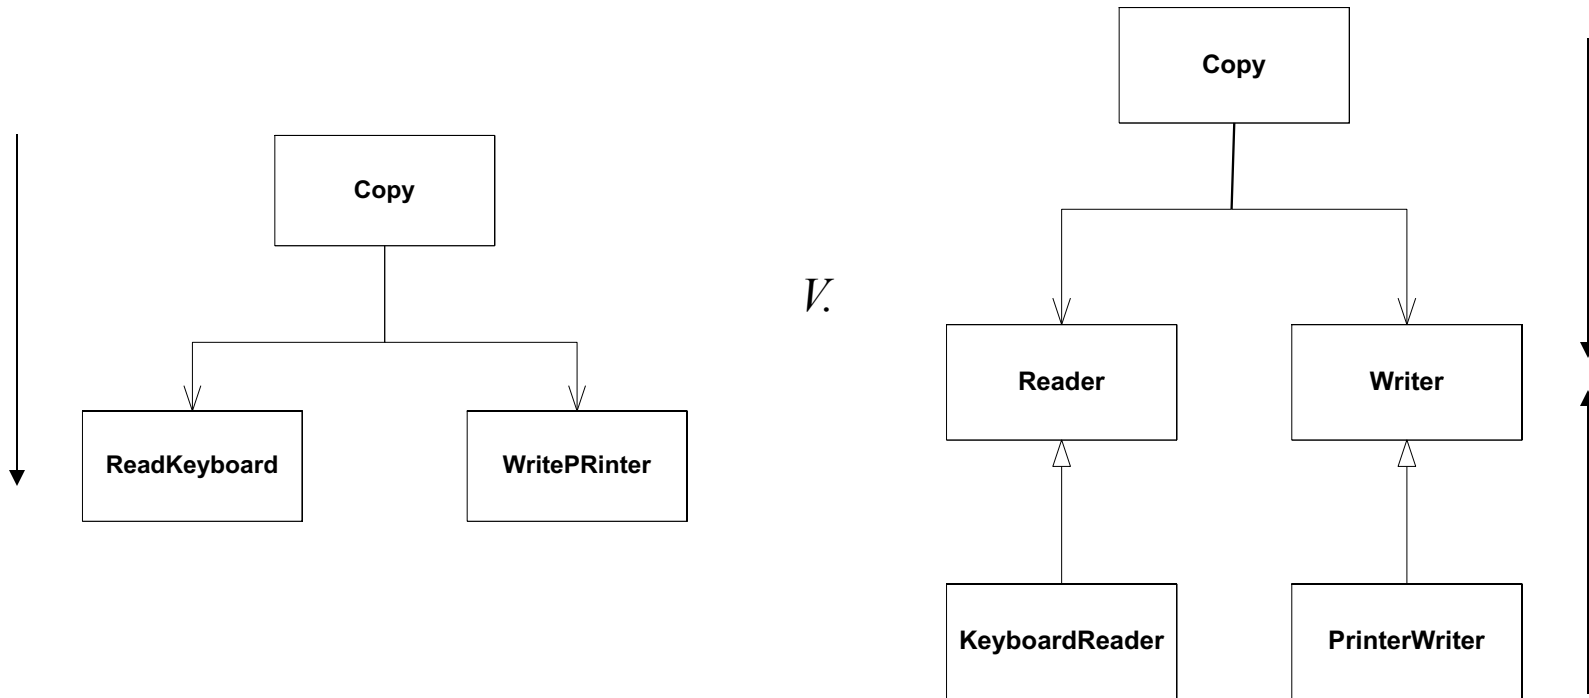 Copy
ReadKeyboard
WritePRinter
V.
Copy
Reader
Writer
KeyboardReader
PrinterWriter